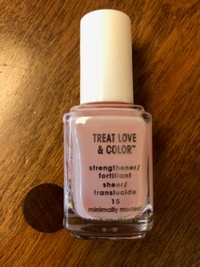 TREAT LOVE
& COLOR™
strengthener/
fortifiant
sheer/
translucide
15
minimally modest